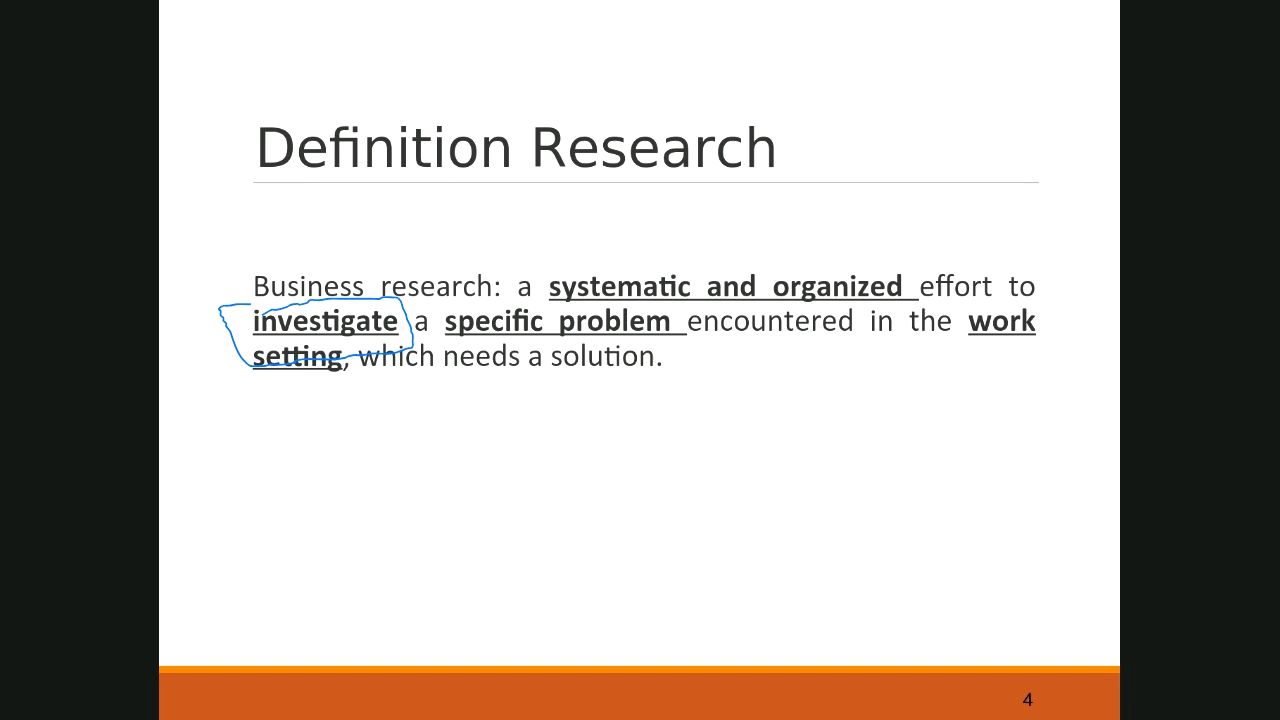 Definition Research
Business research: a systematic and organized effort to
investigate a specific problem encountered in the work
setting, which needs a solution.
4